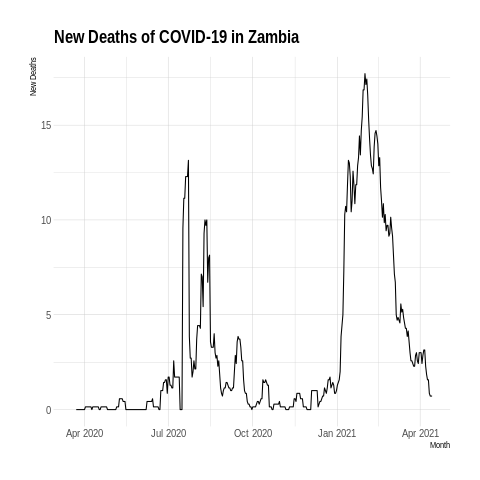 New Deaths of COVID-19 in Zambia
New Deaths
15
10
5
0
Apr 2020 Jul 2020 Oct 2020 Jan 2021 Apr 2021
Month